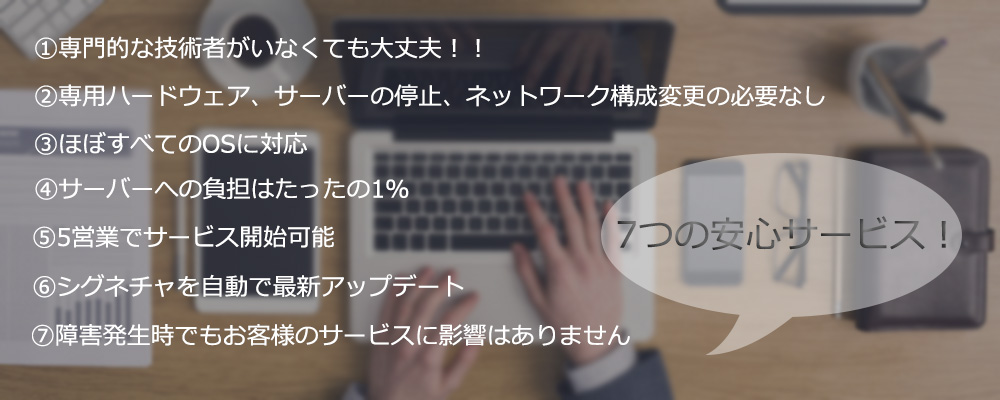 ①専門的な技術者がいなくても大丈夫！！
②専用ハードウェア、サーバーの停止、ネットワーク構成変更の必要なし
③ほぼすべてのOSに対応
④サーバーへの負担はたったの1%
⑤5営業でサービス開始可能
⑥シグネチャを自動で最新アップデート
⑦障害発生時でもお客様のサービスに影響はありません
7つの安心サービス！